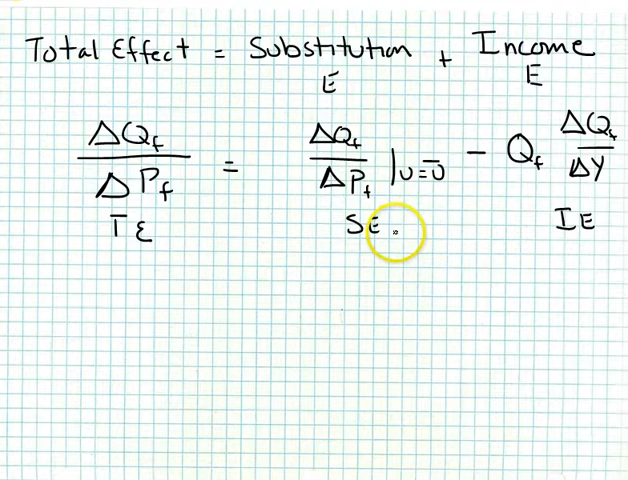 Total Effect = Substitution E + Income E
ΔQf / ΔPf = ΔQf / ΔPf |U=Ū - Qf ΔQf / ΔY
TE SE IE